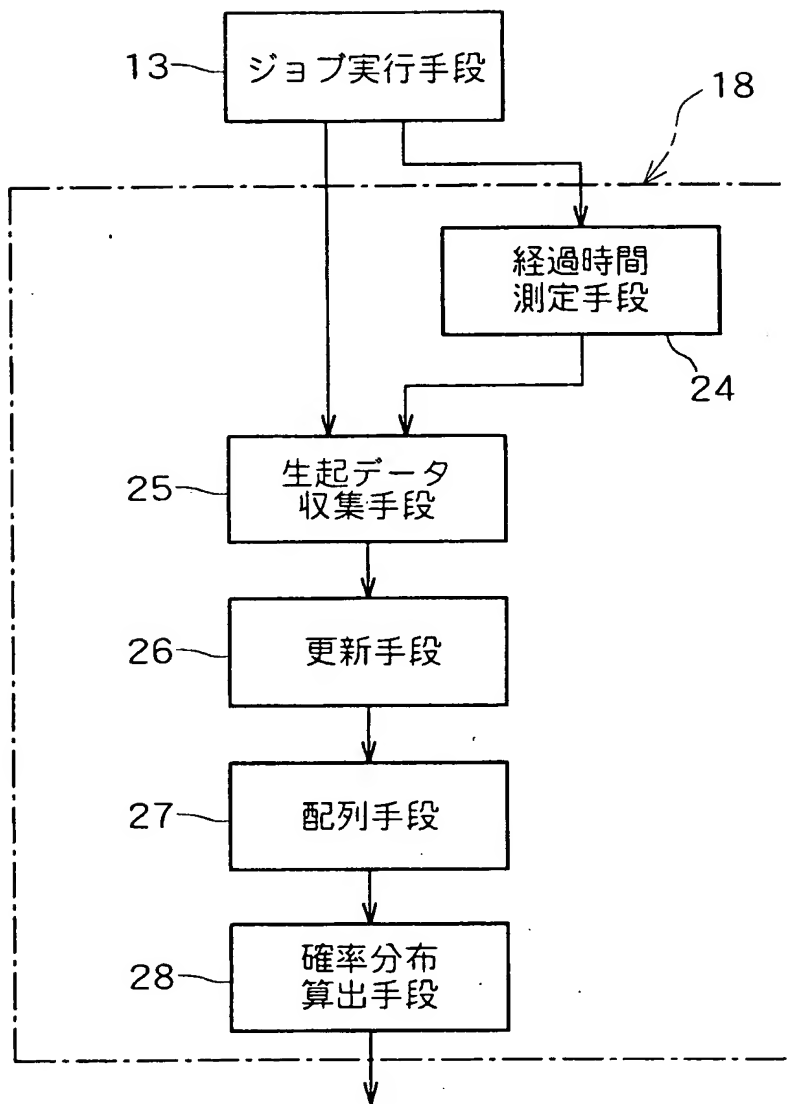 13
ジョブ実行手段
18
経過時間
測定手段
24
25
生起データ
収集手段
26
更新手段
27
配列手段
28
確率分布
算出手段